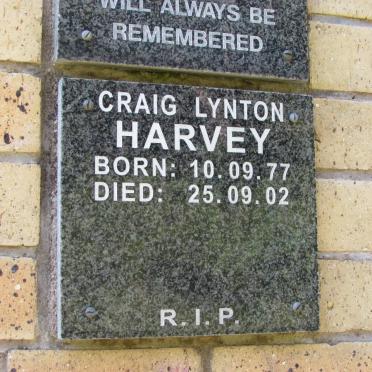 WILL ALWAYS BE
REMEMBERED
CRAIG LYNTON
HARVEY
BORN: 10.09.77
DIED: 25.09.02
R.I.P.